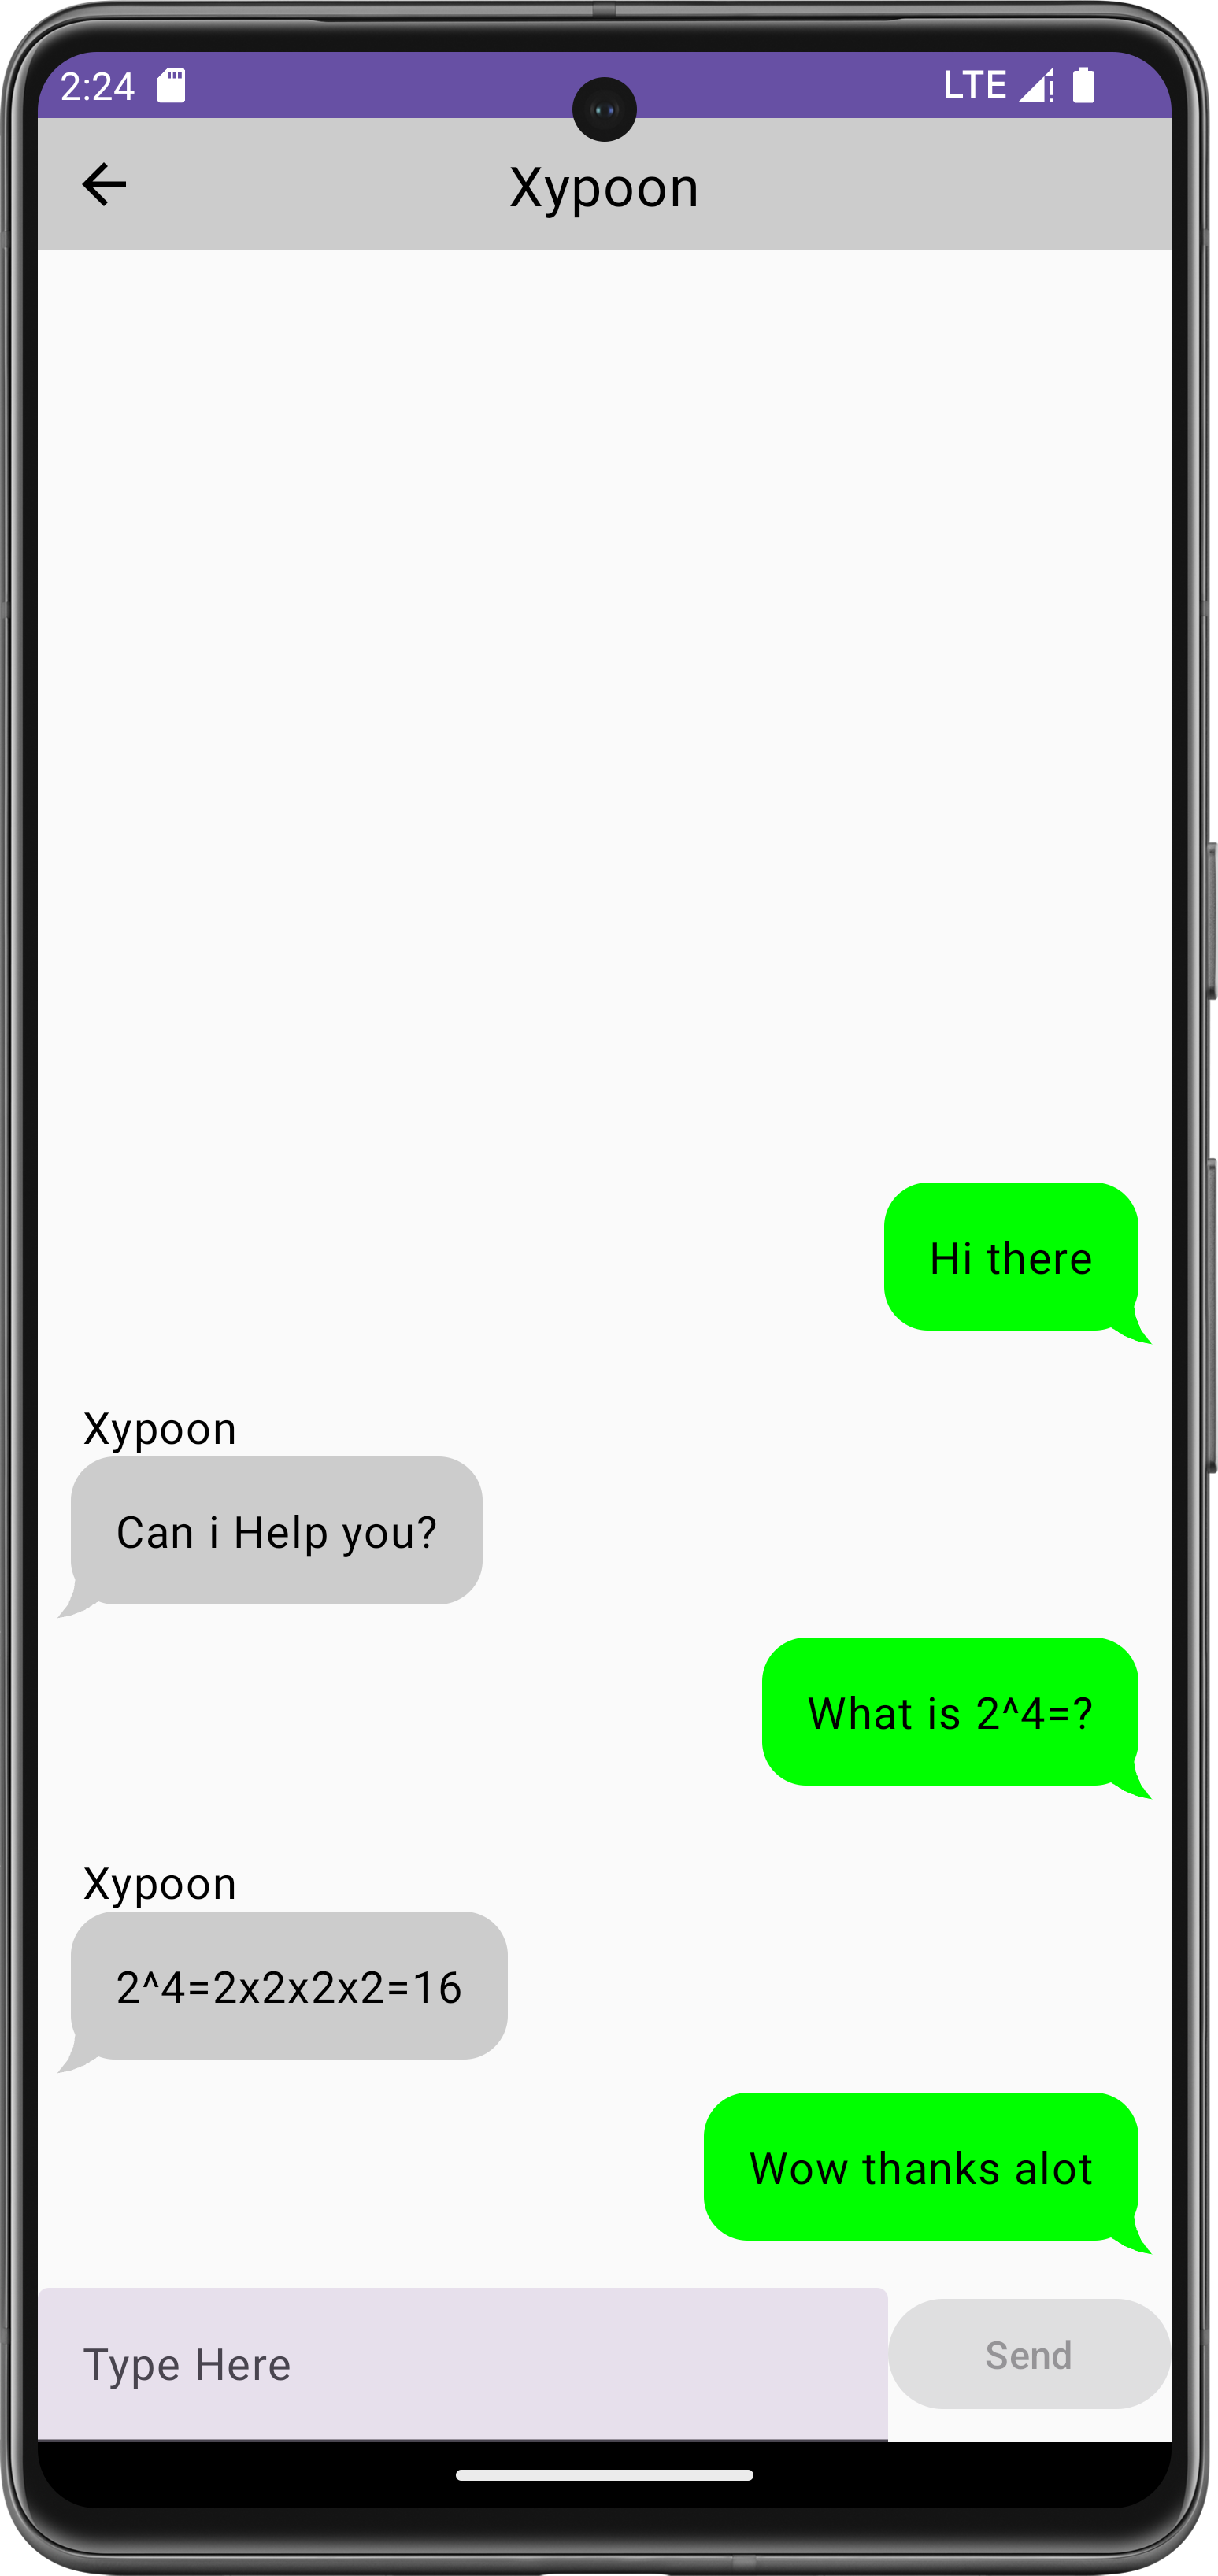 2:24 LTE
Xypoon
Hi there
Xypoon
Can i Help you?
What is 2^4=?
Xypoon
2^4=2x2x2x2=16
Wow thanks alot
Type Here Send